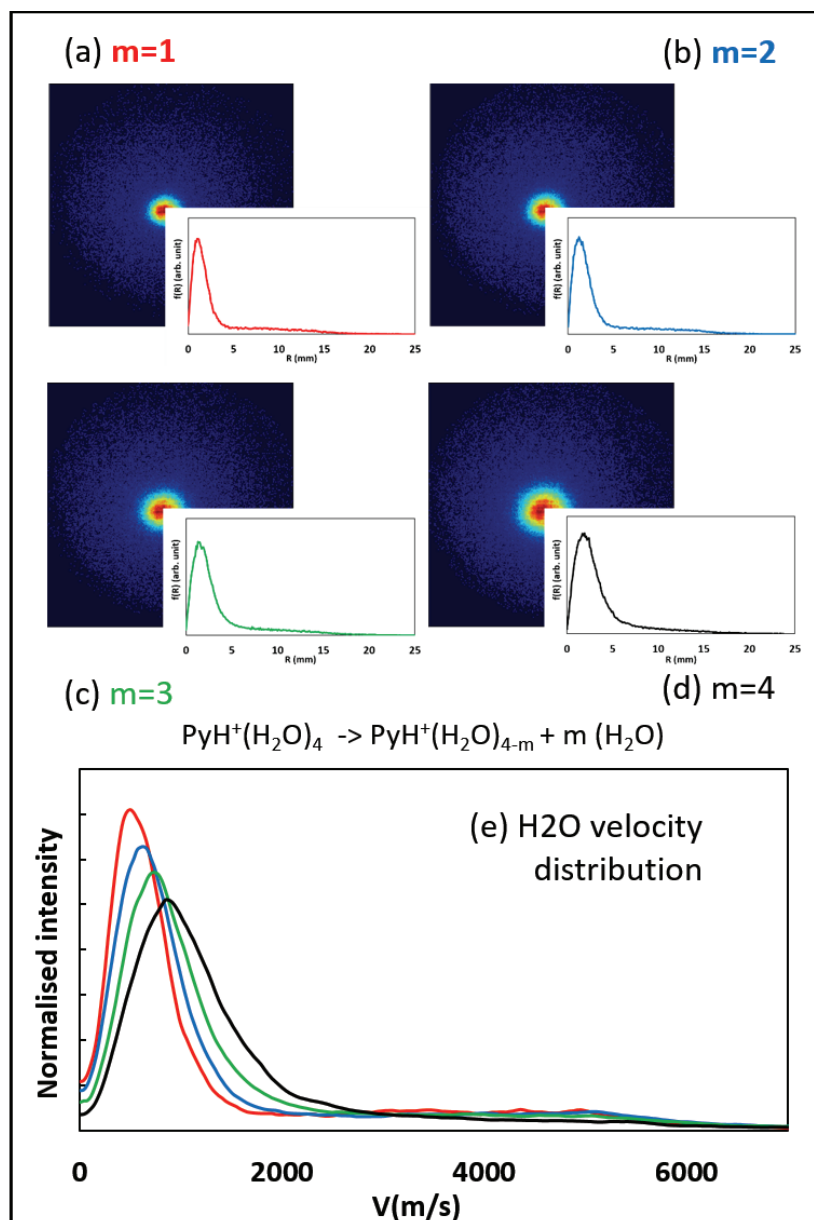 (a) m=1
(b) m=2
f(R) (arb. unit)
0 5 10 15 20 25
R (mm)
f(R) (arb. unit)
0 5 10 15 20 25
R (mm)
f(R) (arb. unit)
0 5 10 15 20 25
R (mm)
f(R) (arb. unit)
0 5 10 15 20 25
R (mm)
(c) m=3
(d) m=4
PyH⁺(H₂O)₄ -> PyH⁺(H₂O)₄₋ₘ + m (H₂O)
(e) H2O velocity
distribution
Normalised intensity
0 2000 4000 6000
V(m/s)